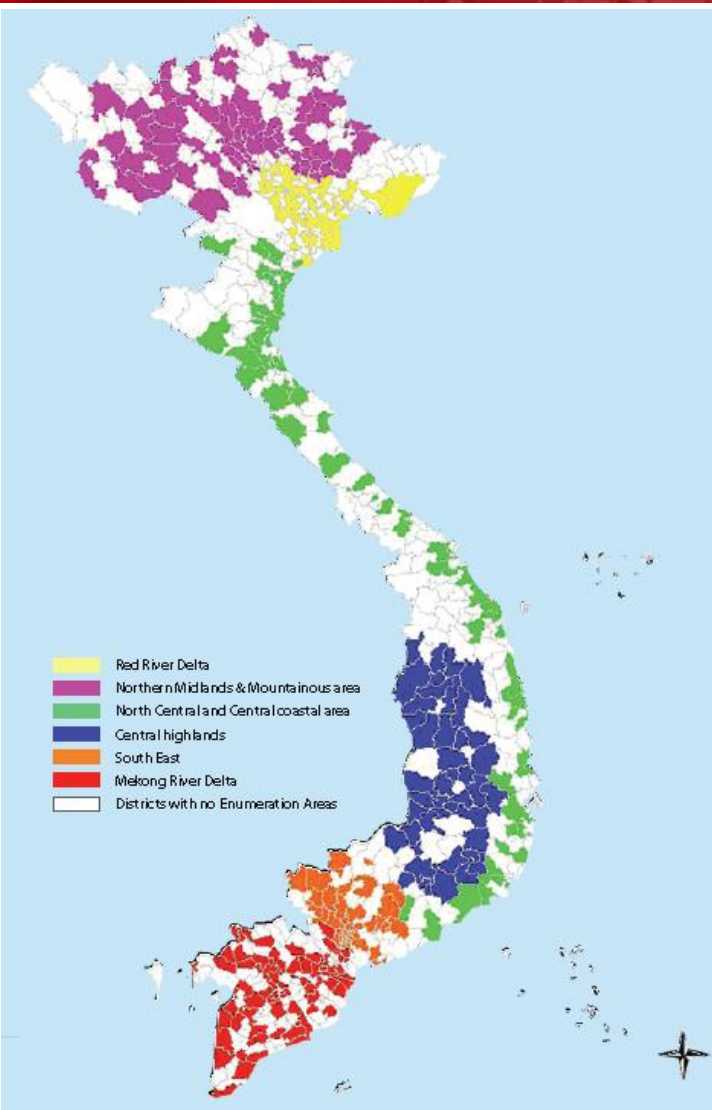 Red River Delta
Northern Midlands & Mountainous area
North Central and Central coastal area
Central highlands
South East
Mekong River Delta
Districts with no Enumeration Areas